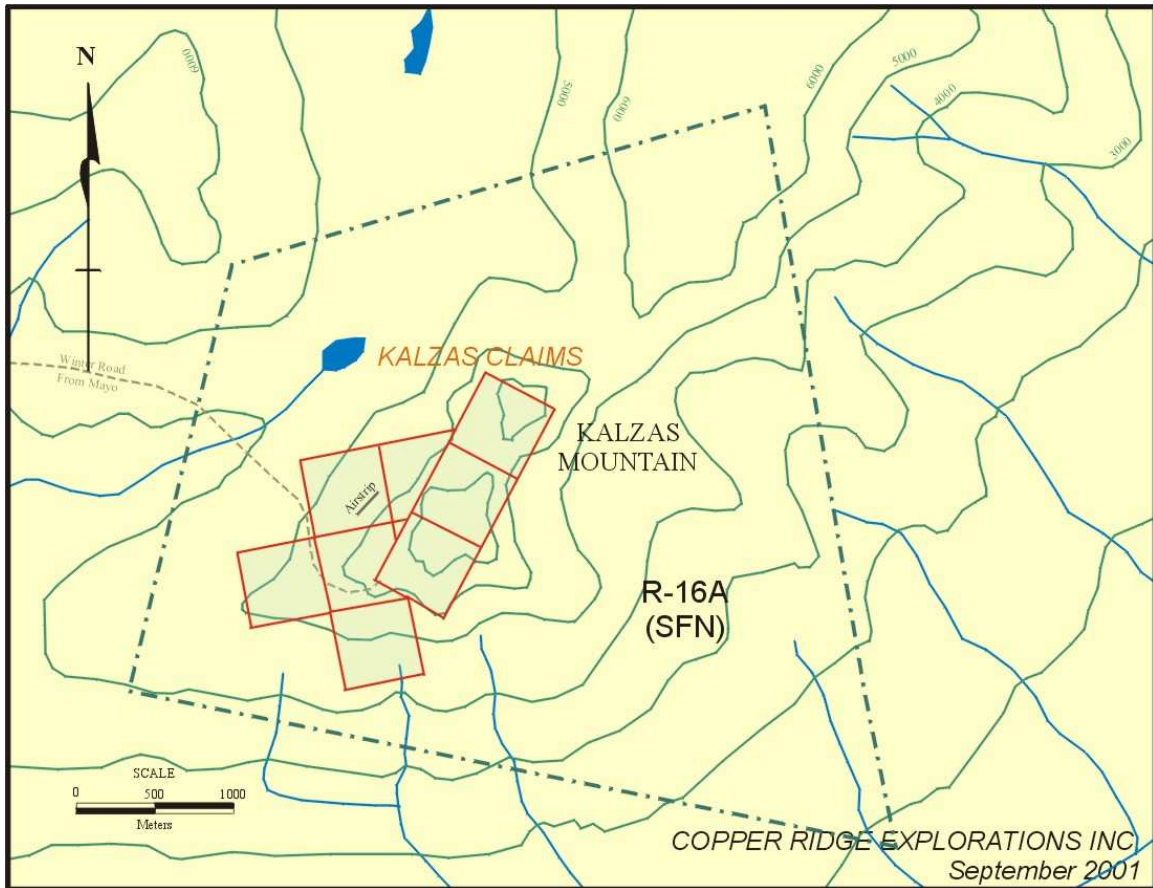 N
6000
5000
6000
6000
5000
4000
3000
Winter Road
From Mayo
KALZAS CLAIMS
KALZAS
MOUNTAIN
Airstrip
R-16A
(SFN)
SCALE
0 500 1000
Meters
COPPER RIDGE EXPLORATIONS INC
September 2001